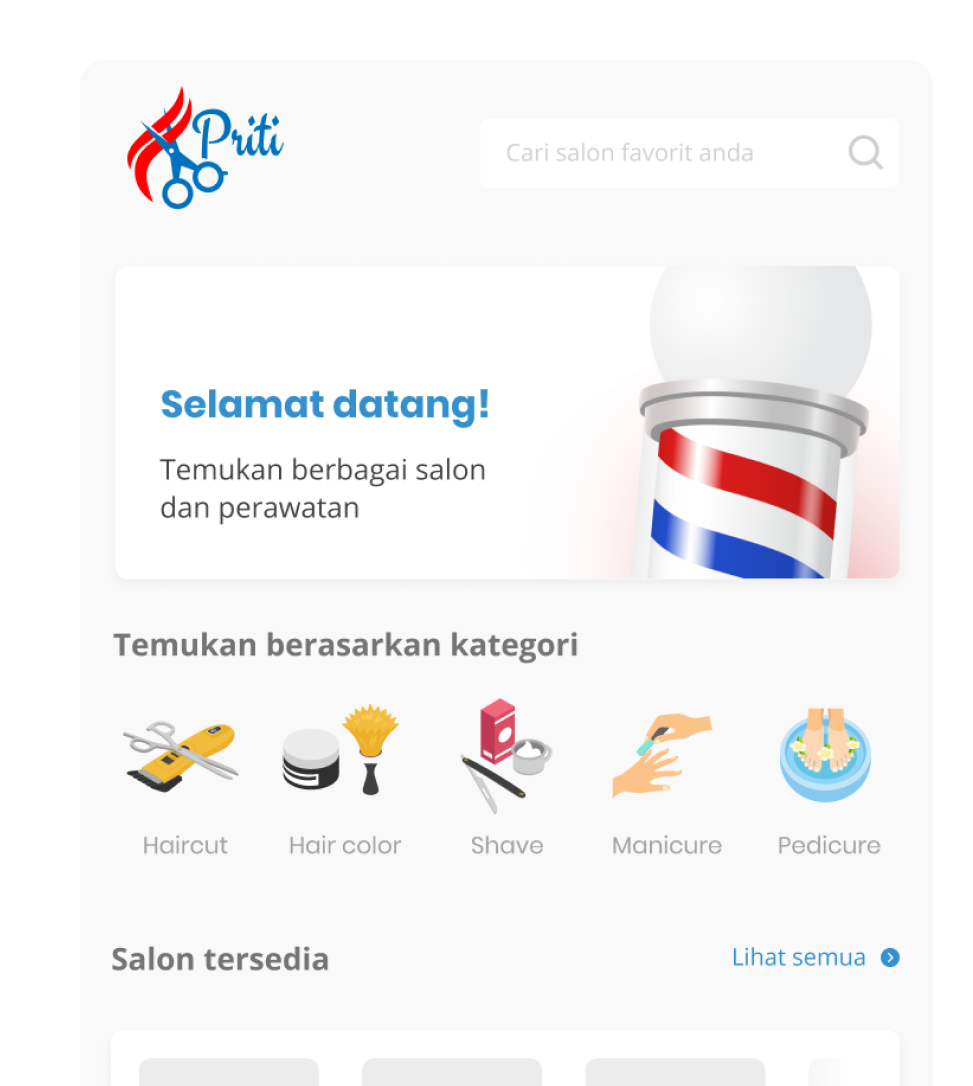 Priti
Cari salon favorit anda
Selamat datang!
Temukan berbagai salon
dan perawatan
Temukan berasarkan kategori
Haircut
Hair color
Shave
Manicure
Pedicure
Salon tersedia
Lihat semua